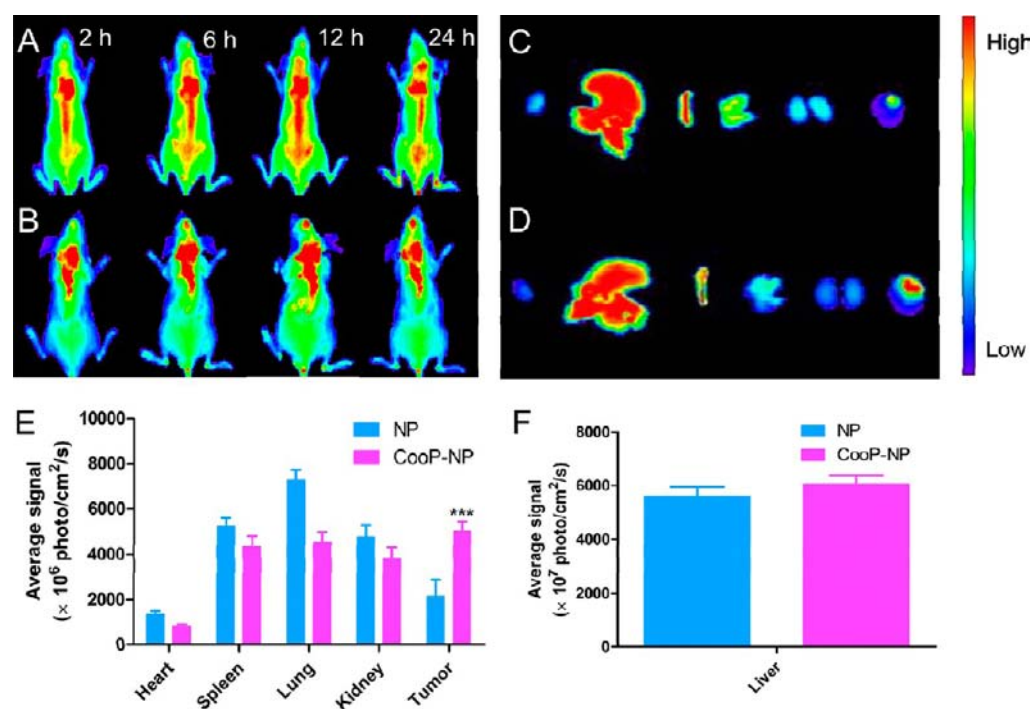 A 2 h 6 h 12 h 24 h
B
C
D
High
Low
E
NP
CooP-NP
Average signal
(× 10⁶ photo/cm²/s)
10000
8000
6000
4000
2000
0
***
Heart Spleen Lung Kidney Tumor
F
NP
CooP-NP
Average signal
(× 10⁷ photo/cm²/s)
8000
6000
4000
2000
0
Liver